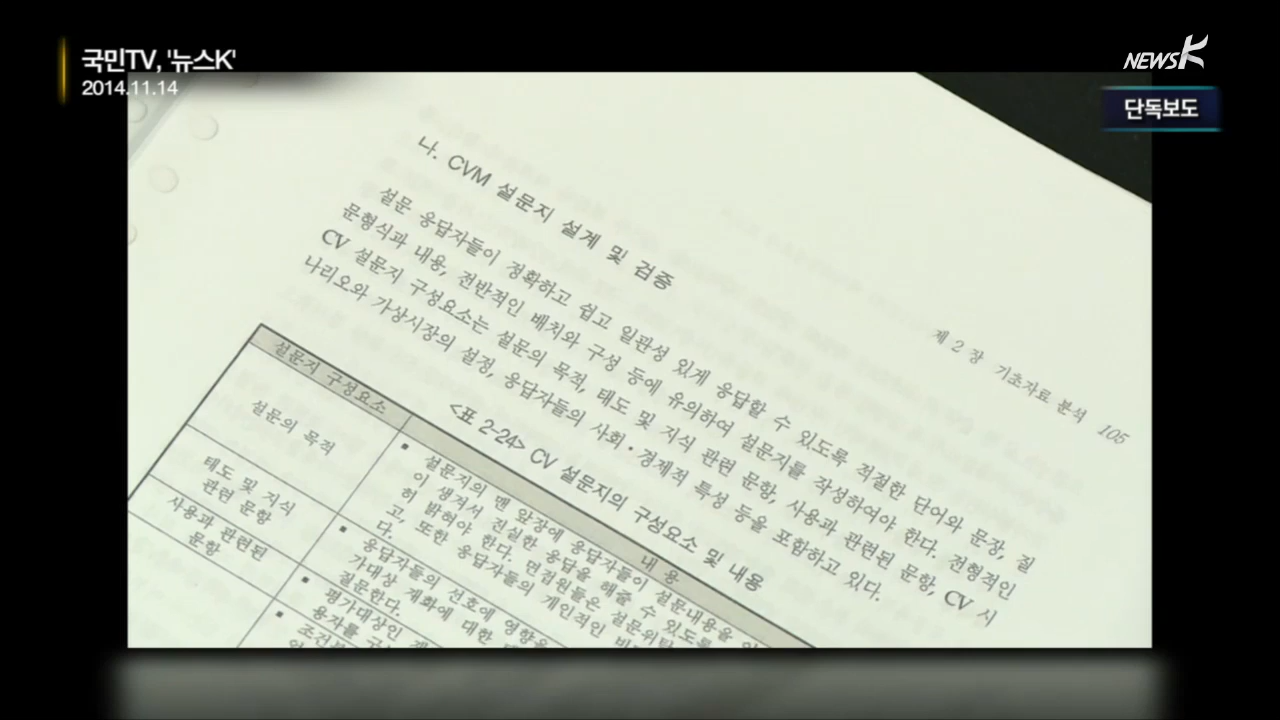 국민TV, '뉴스K'
2014.11.14
NEWS K
단독보도
제 2 장 기초자료 분석 105
나. CVM 설문지 설계 및 검증
설문 응답자들이 정확하고 쉽고 일관성 있게 응답할 수 있도록 적절한 단어와 문장, 질
문형식과 내용, 전반적인 배치와 구성 등에 유의하여 설문지를 작성하여야 한다. 전형적인
CV 설문지 구성요소는 설문의 목적, 태도 및 지식 관련 문항, 사용과 관련된 문항, CV 시
나리오와 가상시장의 설정, 응답자들의 사회·경제적 특성 등을 포함하고 있다.
<표 2-24> CV 설문지의 구성요소 및 내용
설문지 구성요소
내 용
설문의 목적
▪ 설문지의 맨 앞장에 응답자들이 설문내용을
이 생겨서 진실한 응답을 해줄 수 있도록
히 밝혀야 한다. 면접원들은 설문위탁
고, 또한 응답자들의 개인적인
다.
태도 및 지식
관련 문항
▪ 응답자들의 선호에 영향을
가대상 재화에 대한
설문한다.
사용과 관련된
문항
▪ 평가대상인
용자를